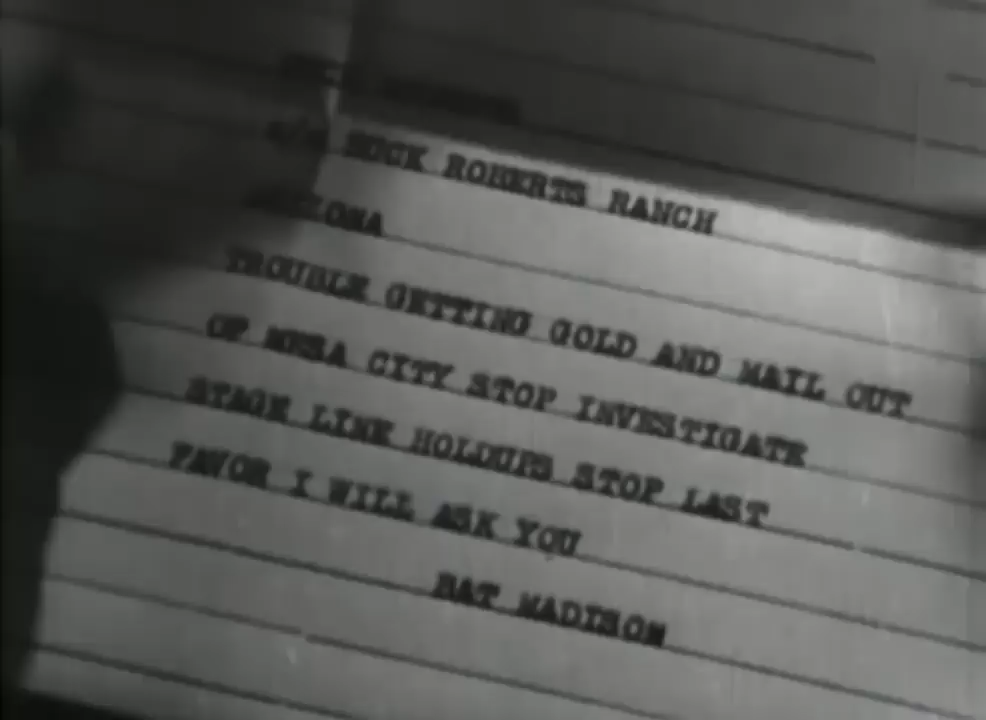 c/o BUCK ROBERTS RANCH
ARIZONA
TROUBLE GETTING GOLD AND MAIL OUT
OF MESA CITY STOP INVESTIGATE
STAGE LINE HOLDUPS STOP LAST
FAVOR I WILL ASK YOU
BAT MADISON